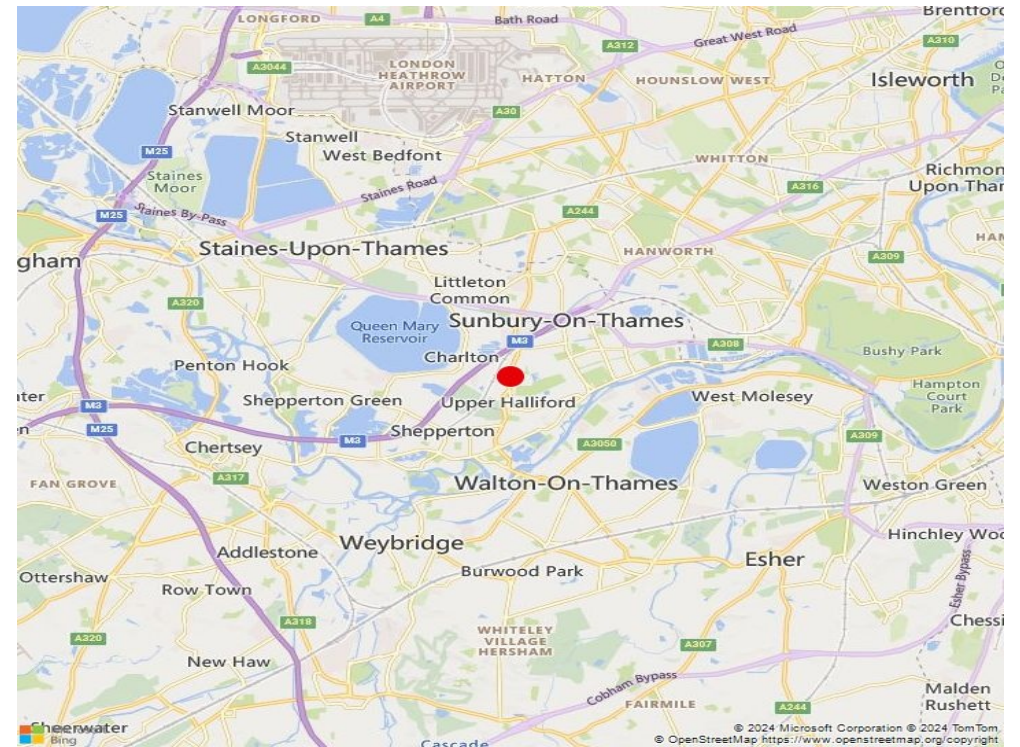 LONGFORD
A4
Bath Road
Brentford
A312
Great West Road
A310
A3044
LONDON
HEATHROW
AIRPORT
HATTON
HOUNSLOW WEST
Isleworth
Stanwell Moor
A30
Stanwell
M25
West Bedfont
WHITTON
Staines
Moor
Staines Road
A316
Richmon
Upon Tha
M25
Staines By-Pass
A244
Staines-Upon-Thames
HANWORTH
HAM
A309
gham
Littleton
Common
A320
Queen Mary
Reservoir
Sunbury-On-Thames
M3
A308
Bushy Park
Charlton
Penton Hook
Hampton
Court
Park
Shepperton Green
Upper Halliford
West Molesey
M3
M25
M3
Shepperton
A3050
A309
Chertsey
A317
FAN GROVE
Walton-On-Thames
Weston Green
Hinchley Woo
Weybridge
Addlestone
Esher
Burwood Park
Ottershaw
Row Town
Esher Bypass
Chessi
A318
A320
WHITELEY
VILLAGE
HERSHAM
A307
New Haw
Cobham Bypass
FAIRMILE
A244
Malden
Rushett
Sheerwater
Bing
Cascade
© 2024 Microsoft Corporation © 2024 TomTom
© OpenStreetMap https://www.openstreetmap.org/copyright